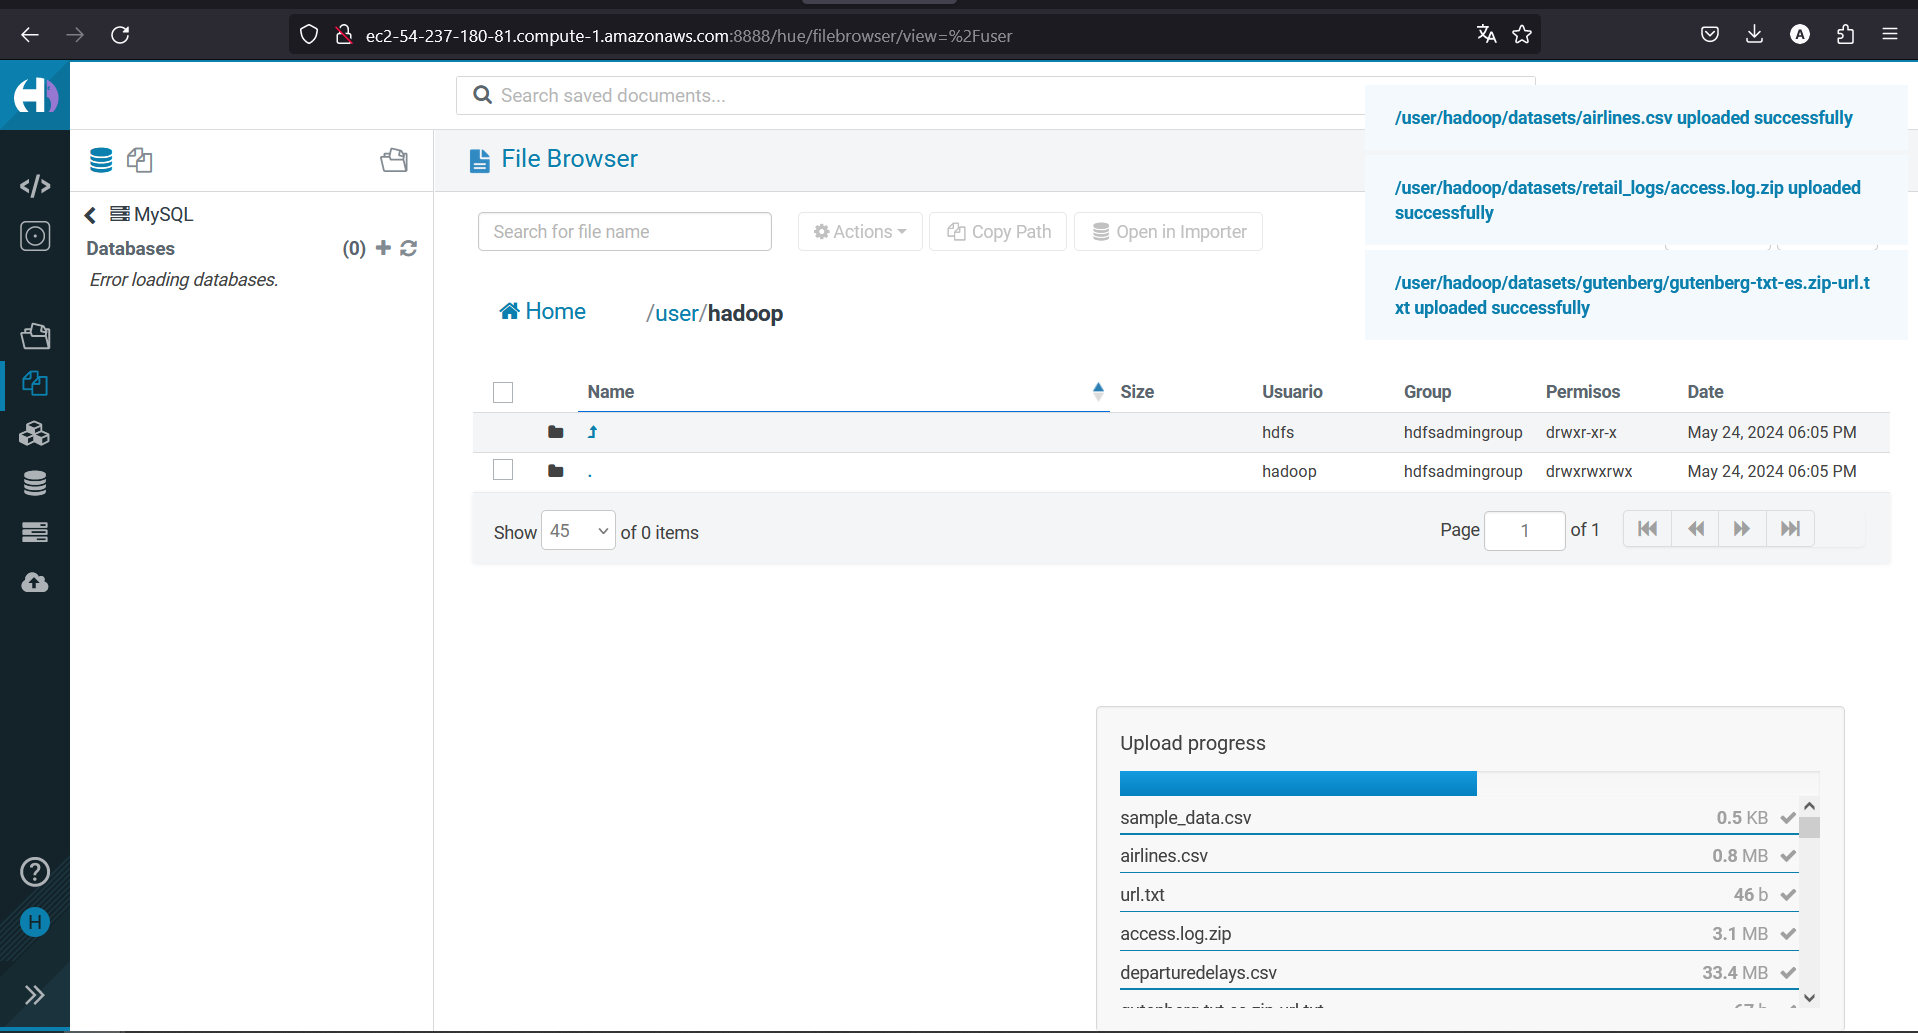 ec2-54-237-180-81.compute-1.amazonaws.com:8888/hue/filebrowser/view=%2Fuser
A
Search saved documents...
/user/hadoop/datasets/airlines.csv uploaded successfully
/user/hadoop/datasets/retail_logs/access.log.zip uploaded
successfully
/user/hadoop/datasets/gutenberg/gutenberg-txt-es.zip-url.t
xt uploaded successfully
File Browser
MySQL
Databases (0)
Error loading databases.
Search for file name
Actions
Copy Path
Open in Importer
Home
/user/hadoop
Name Size Usuario Group Permisos Date
hdfs hdfsadmingroup drwxr-xr-x May 24, 2024 06:05 PM
. hadoop hdfsadmingroup drwxrwxrwx May 24, 2024 06:05 PM
Show 45 of 0 items
Page 1 of 1
Upload progress
sample_data.csv 0.5 KB
airlines.csv 0.8 MB
url.txt 46 b
access.log.zip 3.1 MB
departuredelays.csv 33.4 MB
H